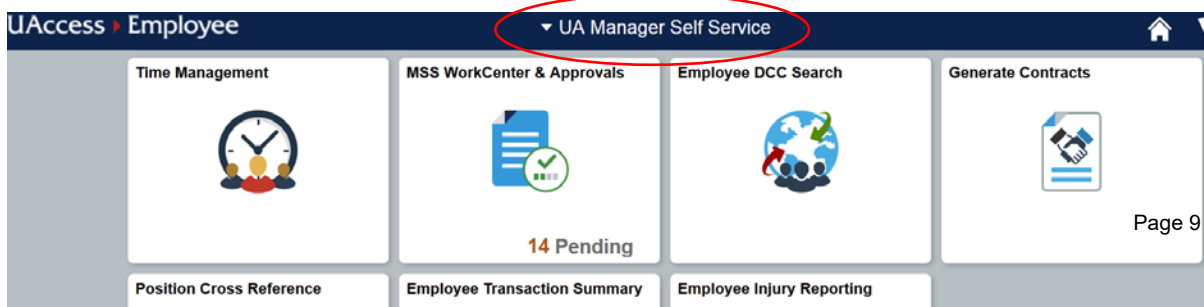 UAccess Employee
UA Manager Self Service
Time Management
MSS WorkCenter & Approvals
Employee DCC Search
Generate Contracts
14 Pending
Page 9
Position Cross Reference
Employee Transaction Summary
Employee Injury Reporting